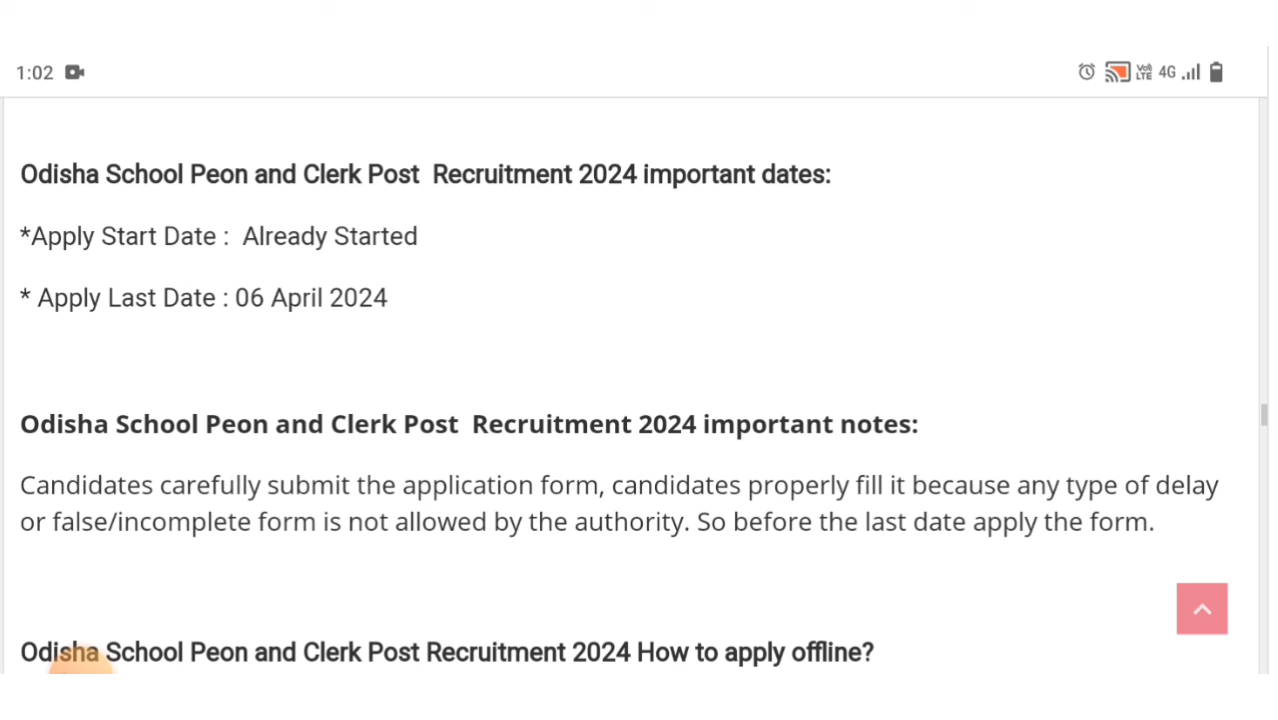 1:02 Vo) LTE 4G
Odisha School Peon and Clerk Post Recruitment 2024 important dates:
*Apply Start Date : Already Started
* Apply Last Date : 06 April 2024
Odisha School Peon and Clerk Post Recruitment 2024 important notes:
Candidates carefully submit the application form, candidates properly fill it because any type of delay
or false/incomplete form is not allowed by the authority. So before the last date apply the form.
Odisha School Peon and Clerk Post Recruitment 2024 How to apply offline?